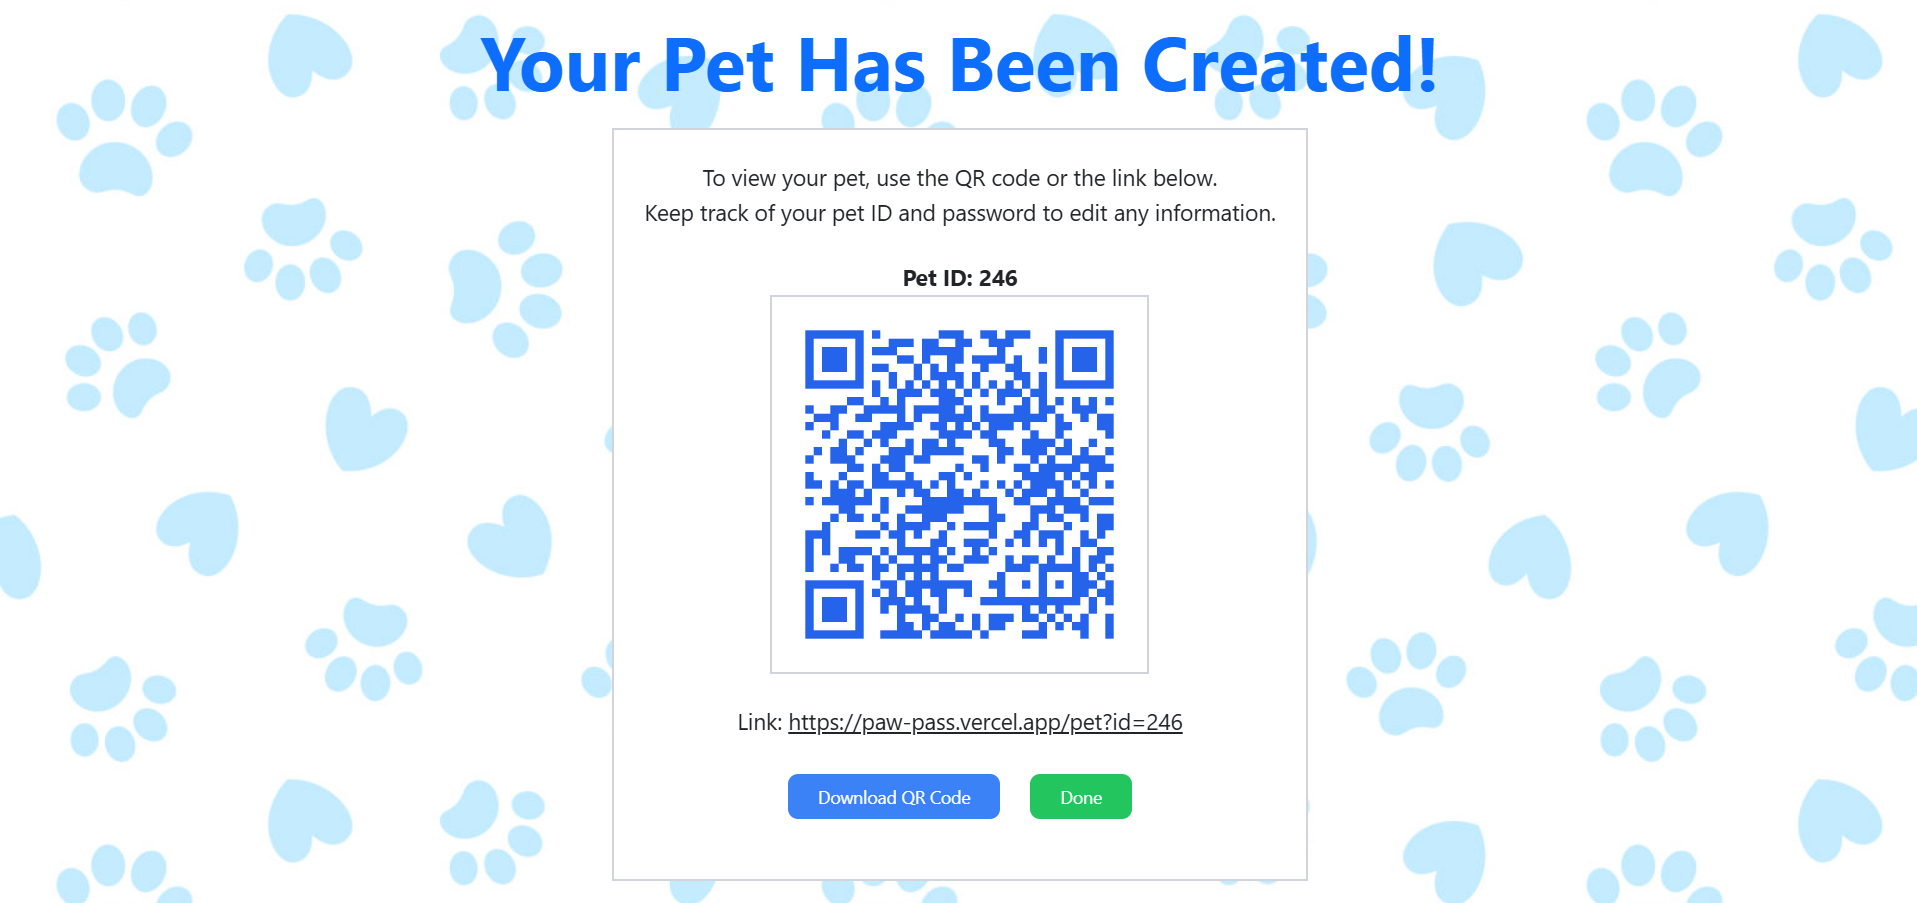 Your Pet Has Been Created!
To view your pet, use the QR code or the link below.
Keep track of your pet ID and password to edit any information.
Pet ID: 246
Link: https://paw-pass.vercel.app/pet?id=246
Download QR Code
Done